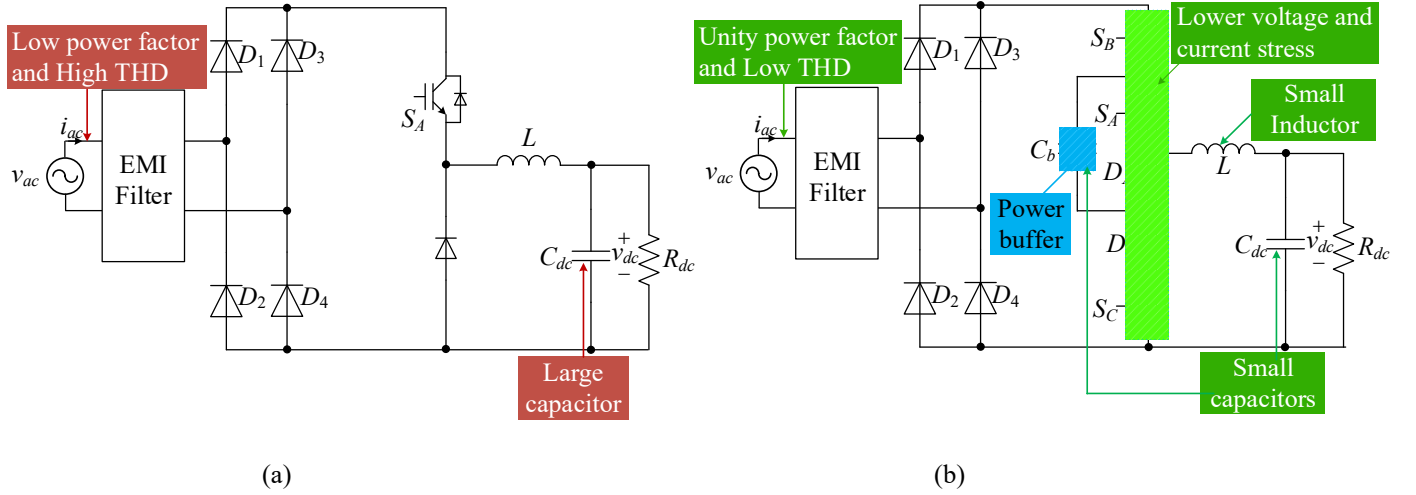 Low power factor
and High THD
D1
D3
iac
vac
EMI
Filter
SA
L
D2
D4
Cdc
+
vdc
−
Rdc
Large
capacitor
(a)
Unity power factor
and Low THD
D1
D3
SB
Lower voltage and
current stress
iac
vac
EMI
Filter
SA
Cb
D
Small
Inductor
L
Power
buffer
D
D2
D4
SC
Cdc
+
vdc
−
Rdc
Small
capacitors
(b)